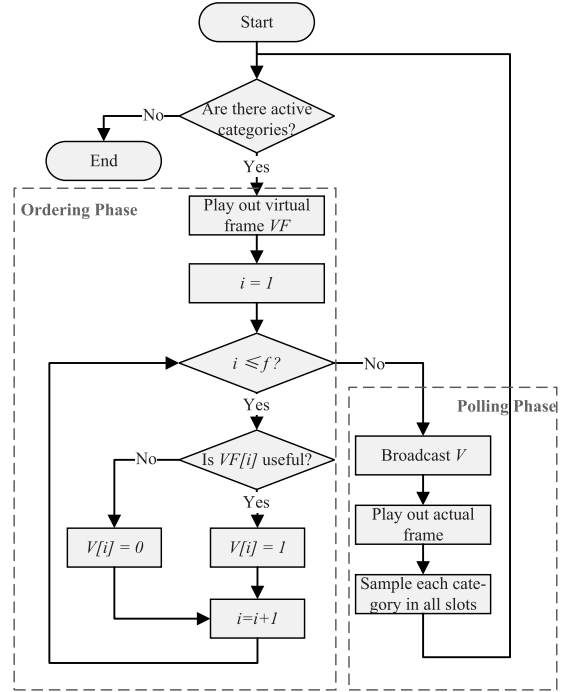 Start
Are there active
categories?
No
End
Yes
Ordering Phase
Play out virtual
frame VF
i = 1
i ⩽ f ?
No
Yes
Polling Phase
Is VF[i] useful?
No
Yes
Broadcast V
V[i] = 0
V[i] = 1
Play out actual
frame
Sample each cate-
gory in all slots
i=i+1